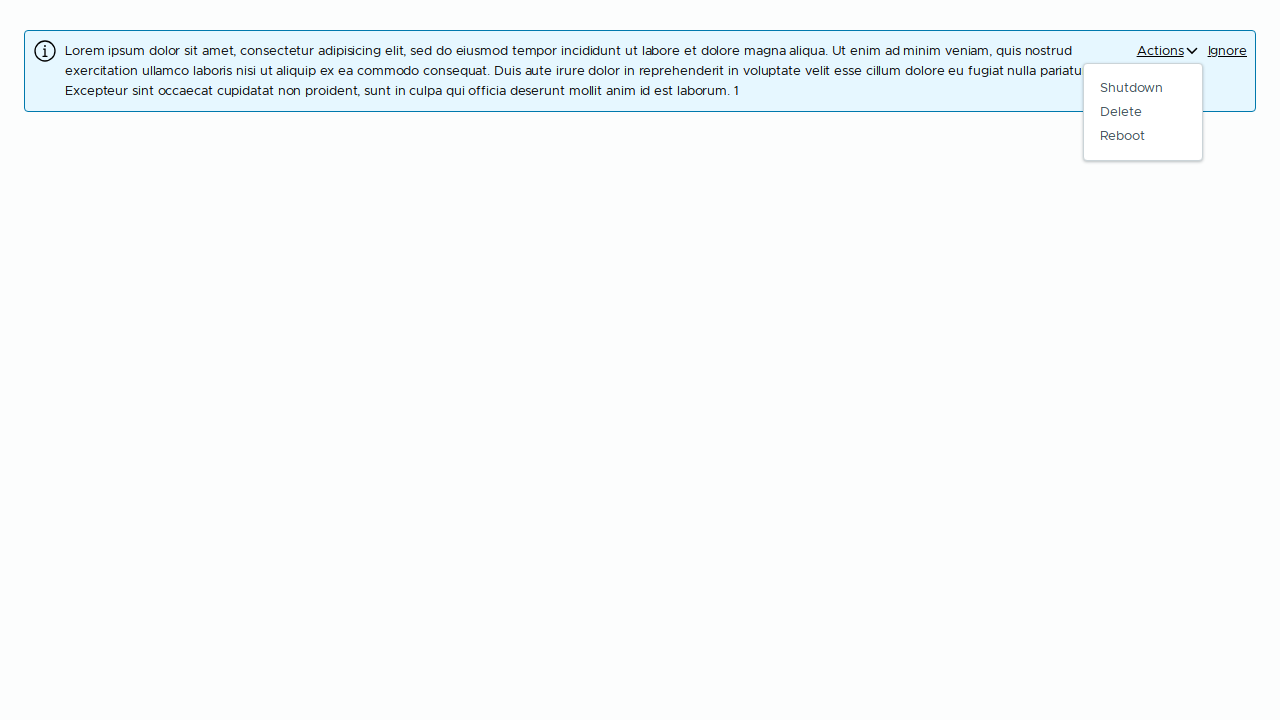 Lorem ipsum dolor sit amet, consectetur adipisicing elit, sed do eiusmod tempor incididunt ut labore et dolore magna aliqua. Ut enim ad minim veniam, quis nostrud
exercitation ullamco laboris nisi ut aliquip ex ea commodo consequat. Duis aute irure dolor in reprehenderit in voluptate velit esse cillum dolore eu fugiat nulla
Excepteur sint occaecat cupidatat non proident, sunt in culpa qui officia deserunt mollit anim id est laborum. 1
Actions Ignore
Shutdown
Delete
Reboot